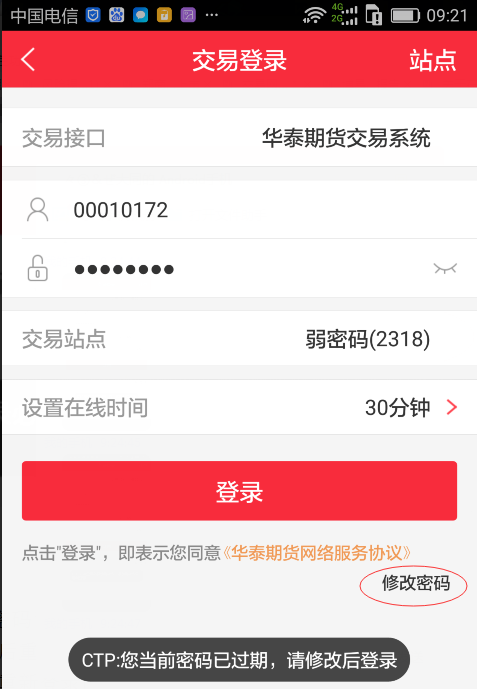 中国电信 ··· 4G 2G 09:21
交易登录 站点
交易接口 华泰期货交易系统
00010172
●●●●●●●●
交易站点 弱密码(2318)
设置在线时间 30分钟
登录
点击"登录"，即表示您同意《华泰期货网络服务协议》
修改密码
CTP:您当前密码已过期，请修改后登录